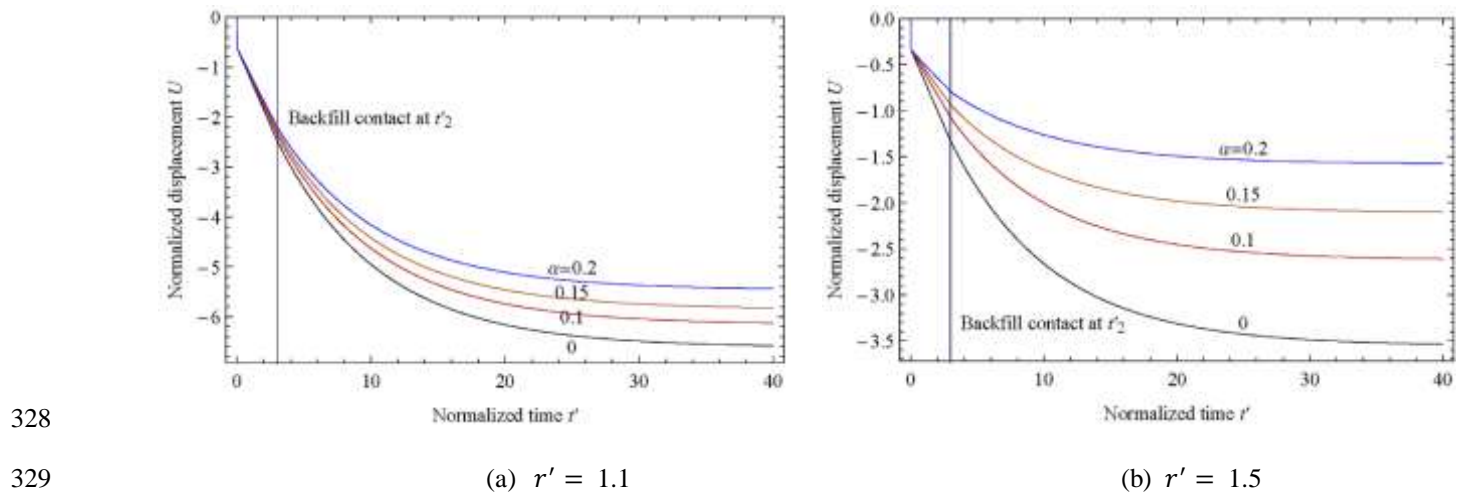 0
−1
−2
−3
−4
−5
−6
Normalized displacement U
Backfill contact at t'2
α=0.2
0.15
0.1
0
0 10 20 30 40
Normalized time t'
0.0
−0.5
−1.0
−1.5
−2.0
−2.5
−3.0
−3.5
Normalized displacement U
α=0.2
0.15
0.1
0
Backfill contact at t'2
0 10 20 30 40
Normalized time t'
328
329 (a) r′ = 1.1 (b) r′ = 1.5